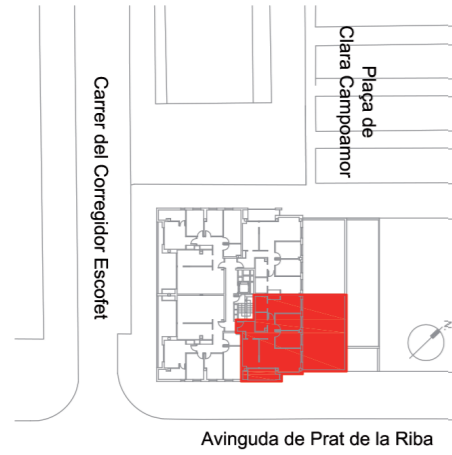 Carrer del Corregidor Escofet
Plaça de
Clara Campoamor
N
Avinguda de Prat de la Riba